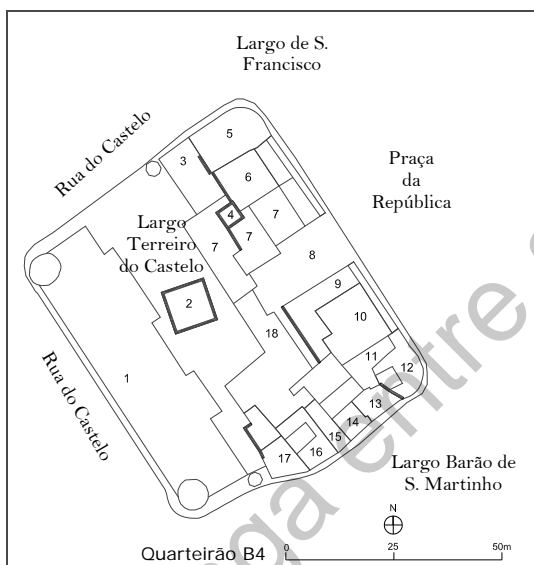 Largo de S.
Francisco
Rua do Castelo
Praça
da
República
Largo
Terreiro
do Castelo
5
3
6
4
7
7
7
8
2
9
10
18
1
11
12
13
14
15
16
17
Rua do Castelo
Largo Barão de
S. Martinho
N
Quarteirão B4
0
25
50m
ga entre